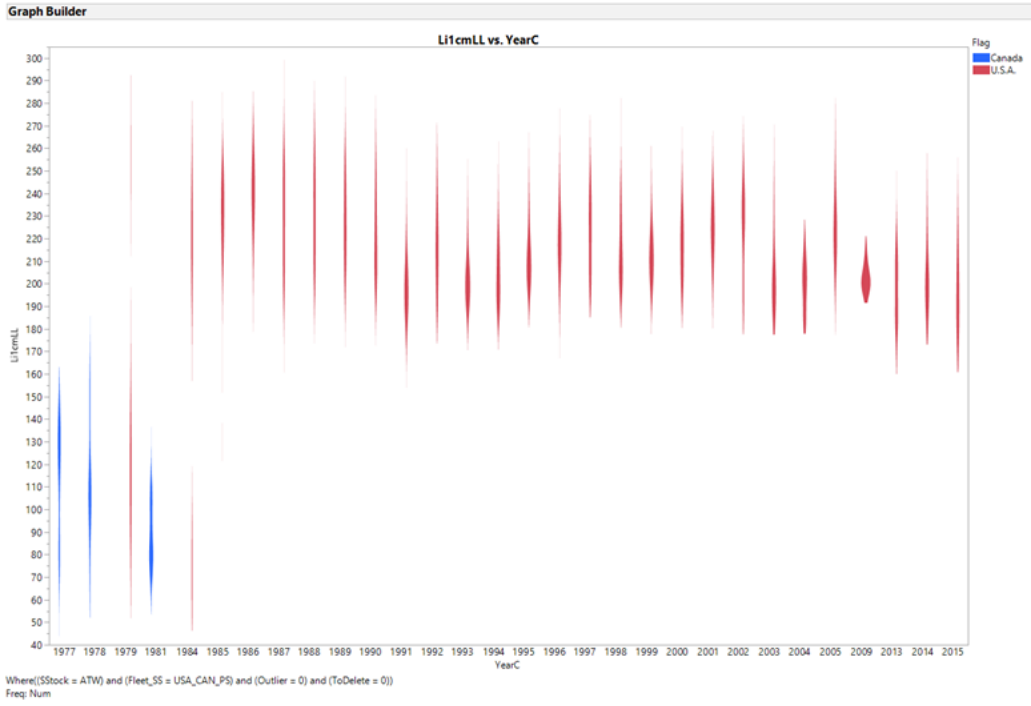 Graph Builder
Li1cmLL vs. YearC
Flag
Canada
U.S.A.
300
290
280
270
260
250
240
230
220
210
200
190
180
170
160
150
140
130
120
110
100
90
80
70
60
50
40
Li1cmLL
1977 1978 1979 1981 1984 1985 1986 1987 1988 1989 1990 1991 1992 1993 1994 1995 1996 1997 1998 1999 2000 2001 2002 2003 2004 2005 2009 2013 2014 2015
YearC
Where((SStock = ATW) and (Fleet_SS = USA_CAN_PS) and (Outlier = 0) and (ToDelete = 0))
Freq: Num